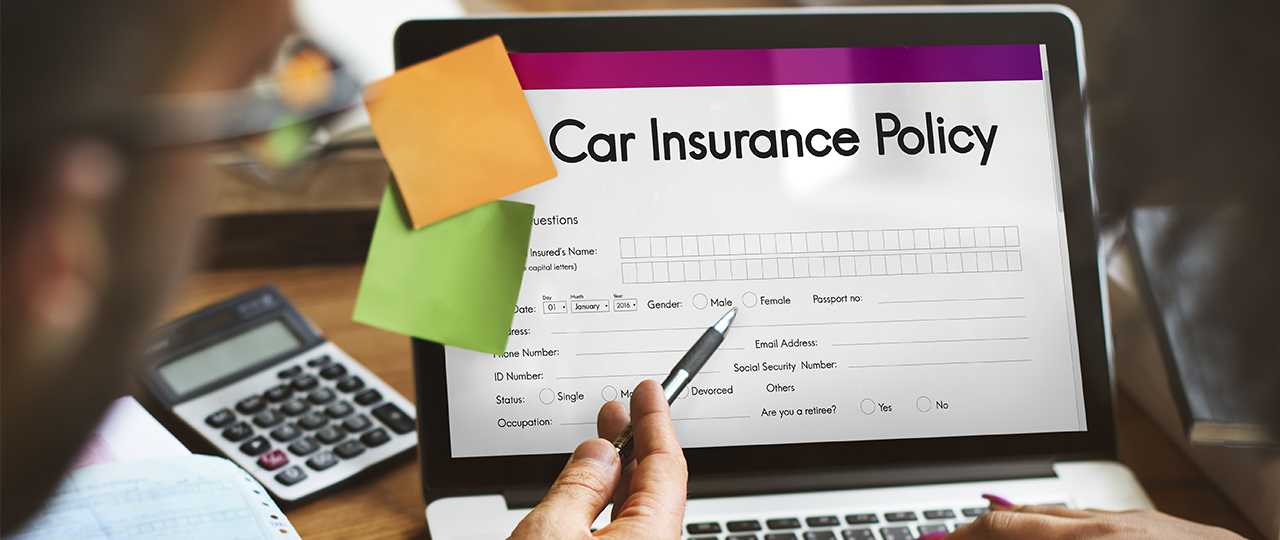 Car Insurance Policy
uestions
Insured's Name:
capital letters)
Day Month Year
Date: 01 January 2016 Gender: Male Female Passport no:
ress:
hone Number: Email Address:
ID Number: Social Security Number:
Status: Single Devorced Others
Occupation: Are you a retiree? Yes No